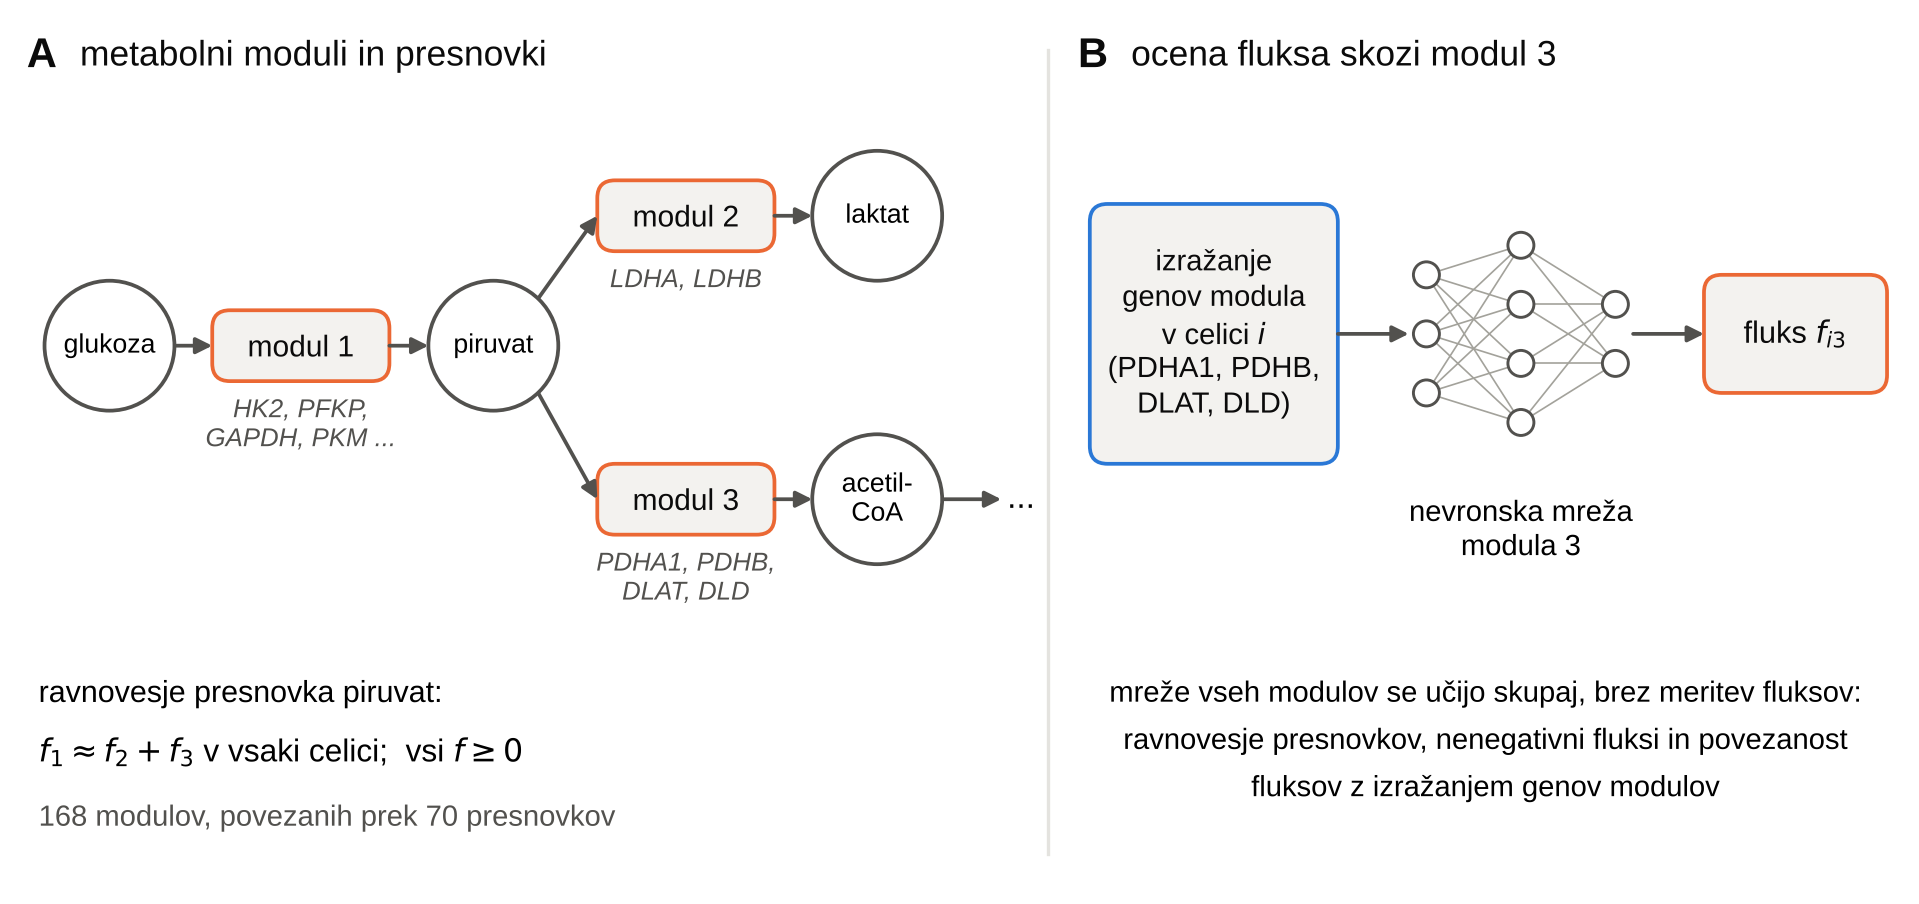 A metabolni moduli in presnovki
glukoza
modul 1
HK2, PFKP,
GAPDH, PKM ...
piruvat
modul 2
LDHA, LDHB
laktat
modul 3
PDHA1, PDHB,
DLAT, DLD
acetil-
CoA
...
ravnovesje presnovka piruvat:
f₁ ≈ f₂ + f₃ v vsaki celici; vsi f ≥ 0
168 modulov, povezanih prek 70 presnovkov
B ocena fluksa skozi modul 3
izražanje
genov modula
v celici i
(PDHA1, PDHB,
DLAT, DLD)
nevronska mreža
modula 3
fluks fᵢ₃
mreže vseh modulov se učijo skupaj, brez meritev fluksov:
ravnovesje presnovkov, nenegativni fluksi in povezanost
fluksov z izražanjem genov modulov